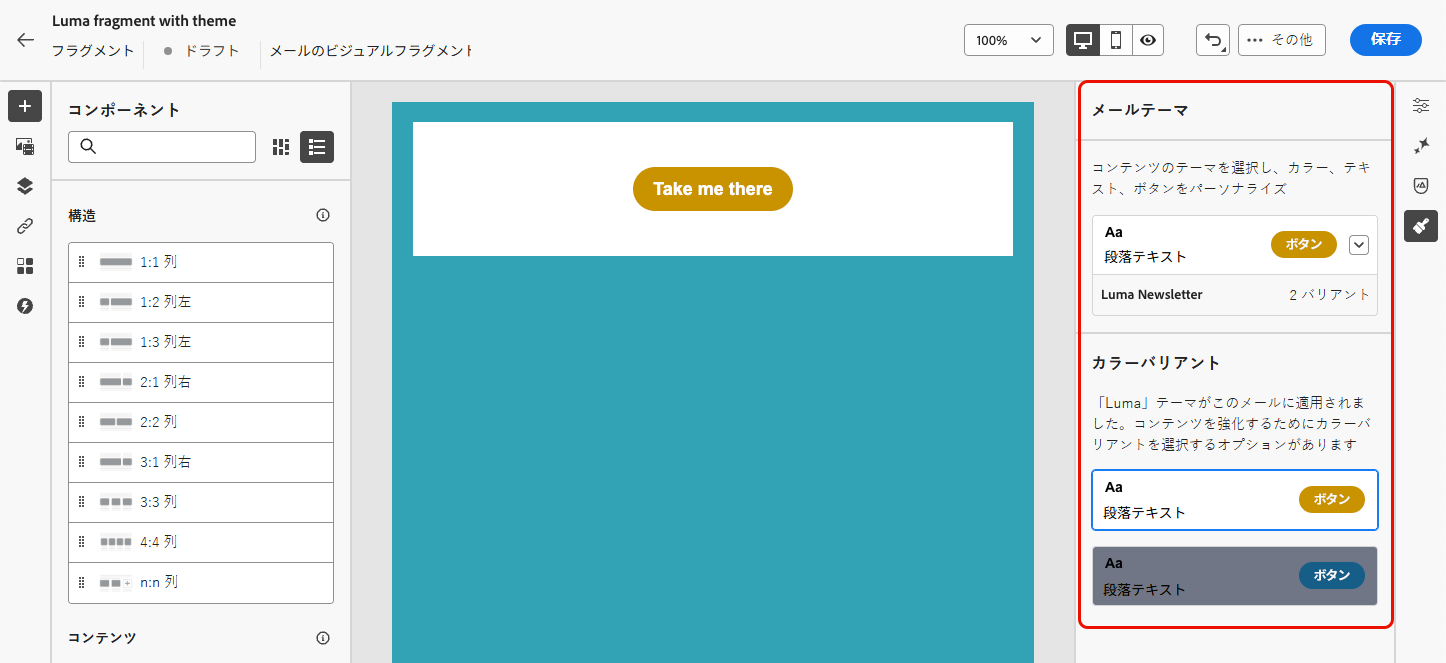 Luma fragment with theme
フラグメント
ドラフト
メールのビジュアルフラグメント
100%
その他
保存
コンポーネント
構造
1:1 列
1:2 列左
1:3 列左
2:1 列右
2:2 列
3:1 列右
3:3 列
4:4 列
n:n 列
コンテンツ
Take me there
メールテーマ
コンテンツのテーマを選択し、カラー、テキ
スト、ボタンをパーソナライズ
Aa
段落テキスト
ボタン
Luma Newsletter
2 バリアント
カラーバリアント
「Luma」テーマがこのメールに適用されま
した。コンテンツを強化するためにカラーバ
リアントを選択するオプションがあります
Aa
段落テキスト
ボタン
Aa
段落テキスト
ボタン